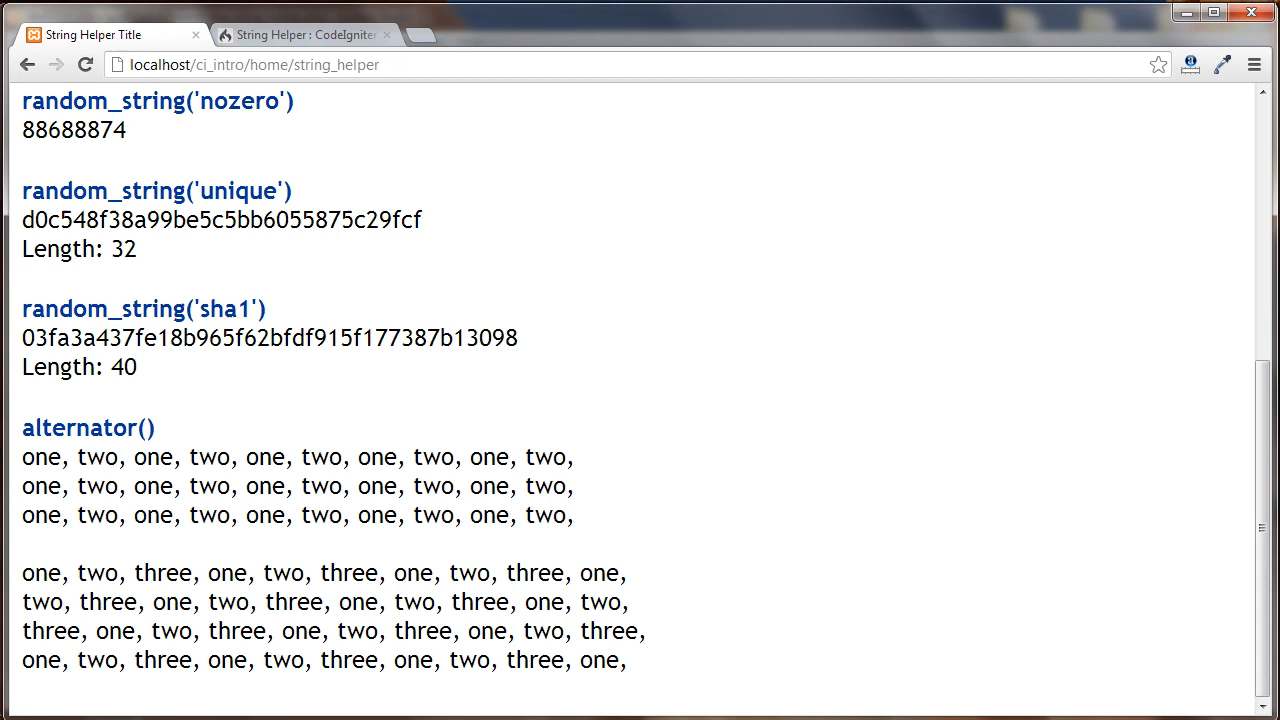 String Helper Title
String Helper : CodeIgniter
localhost/ci_intro/home/string_helper
random_string('nozero')
88688874
random_string('unique')
d0c548f38a99be5c5bb6055875c29fcf
Length: 32
random_string('sha1')
03fa3a437fe18b965f62bfdf915f177387b13098
Length: 40
alternator()
one, two, one, two, one, two, one, two, one, two,
one, two, one, two, one, two, one, two, one, two,
one, two, one, two, one, two, one, two, one, two,
one, two, three, one, two, three, one, two, three, one,
two, three, one, two, three, one, two, three, one, two,
three, one, two, three, one, two, three, one, two, three,
one, two, three, one, two, three, one, two, three, one,